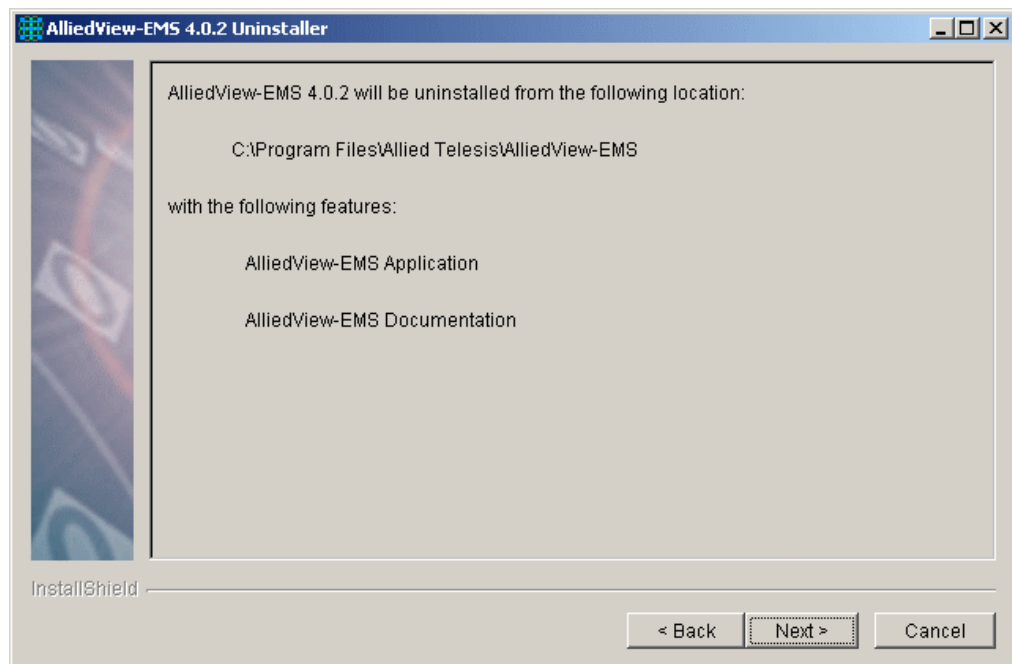 AlliedView-EMS 4.0.2 Uninstaller
AlliedView-EMS 4.0.2 will be uninstalled from the following location:
C:\Program Files\Allied Telesis\AlliedView-EMS
with the following features:
AlliedView-EMS Application
AlliedView-EMS Documentation
InstallShield
< Back
Next >
Cancel